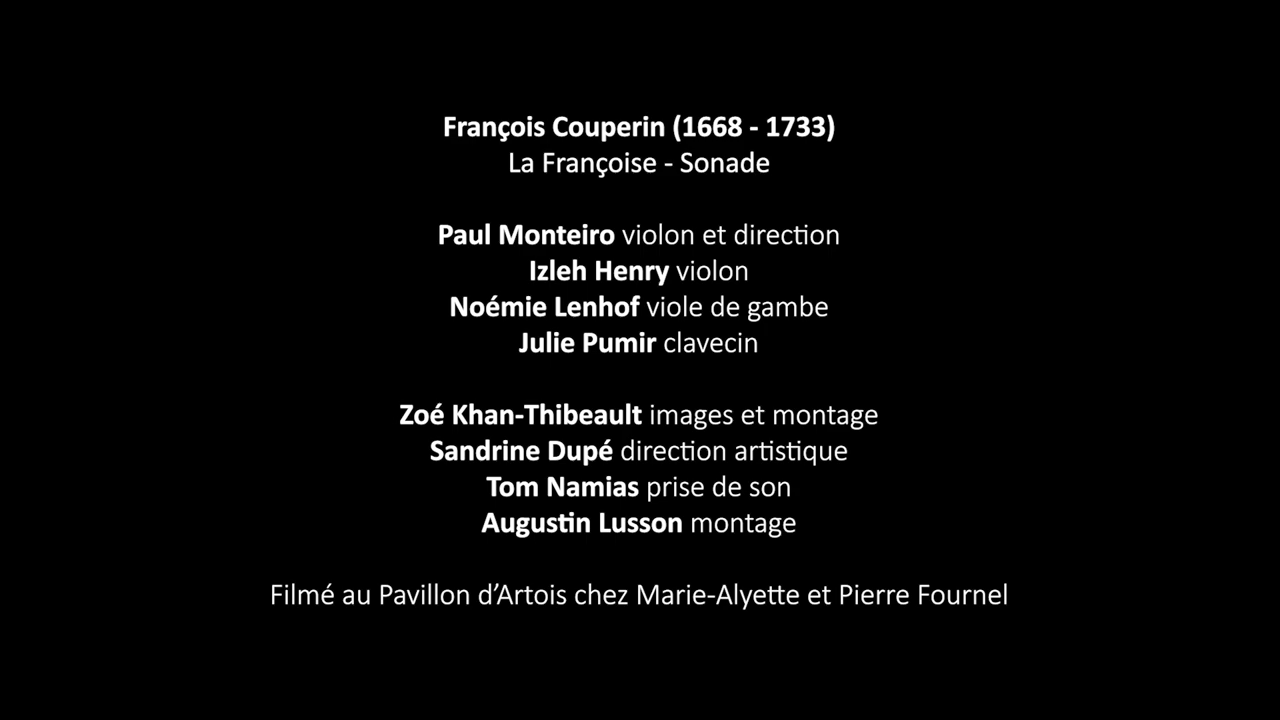 François Couperin (1668 - 1733)
La Françoise - Sonade
Paul Monteiro violon et direction
Izleh Henry violon
Noémie Lenhof viole de gambe
Julie Pumir clavecin
Zoé Khan-Thibeault images et montage
Sandrine Dupé direction artistique
Tom Namias prise de son
Augustin Lusson montage
Filmé au Pavillon d’Artois chez Marie-Alyette et Pierre Fournel